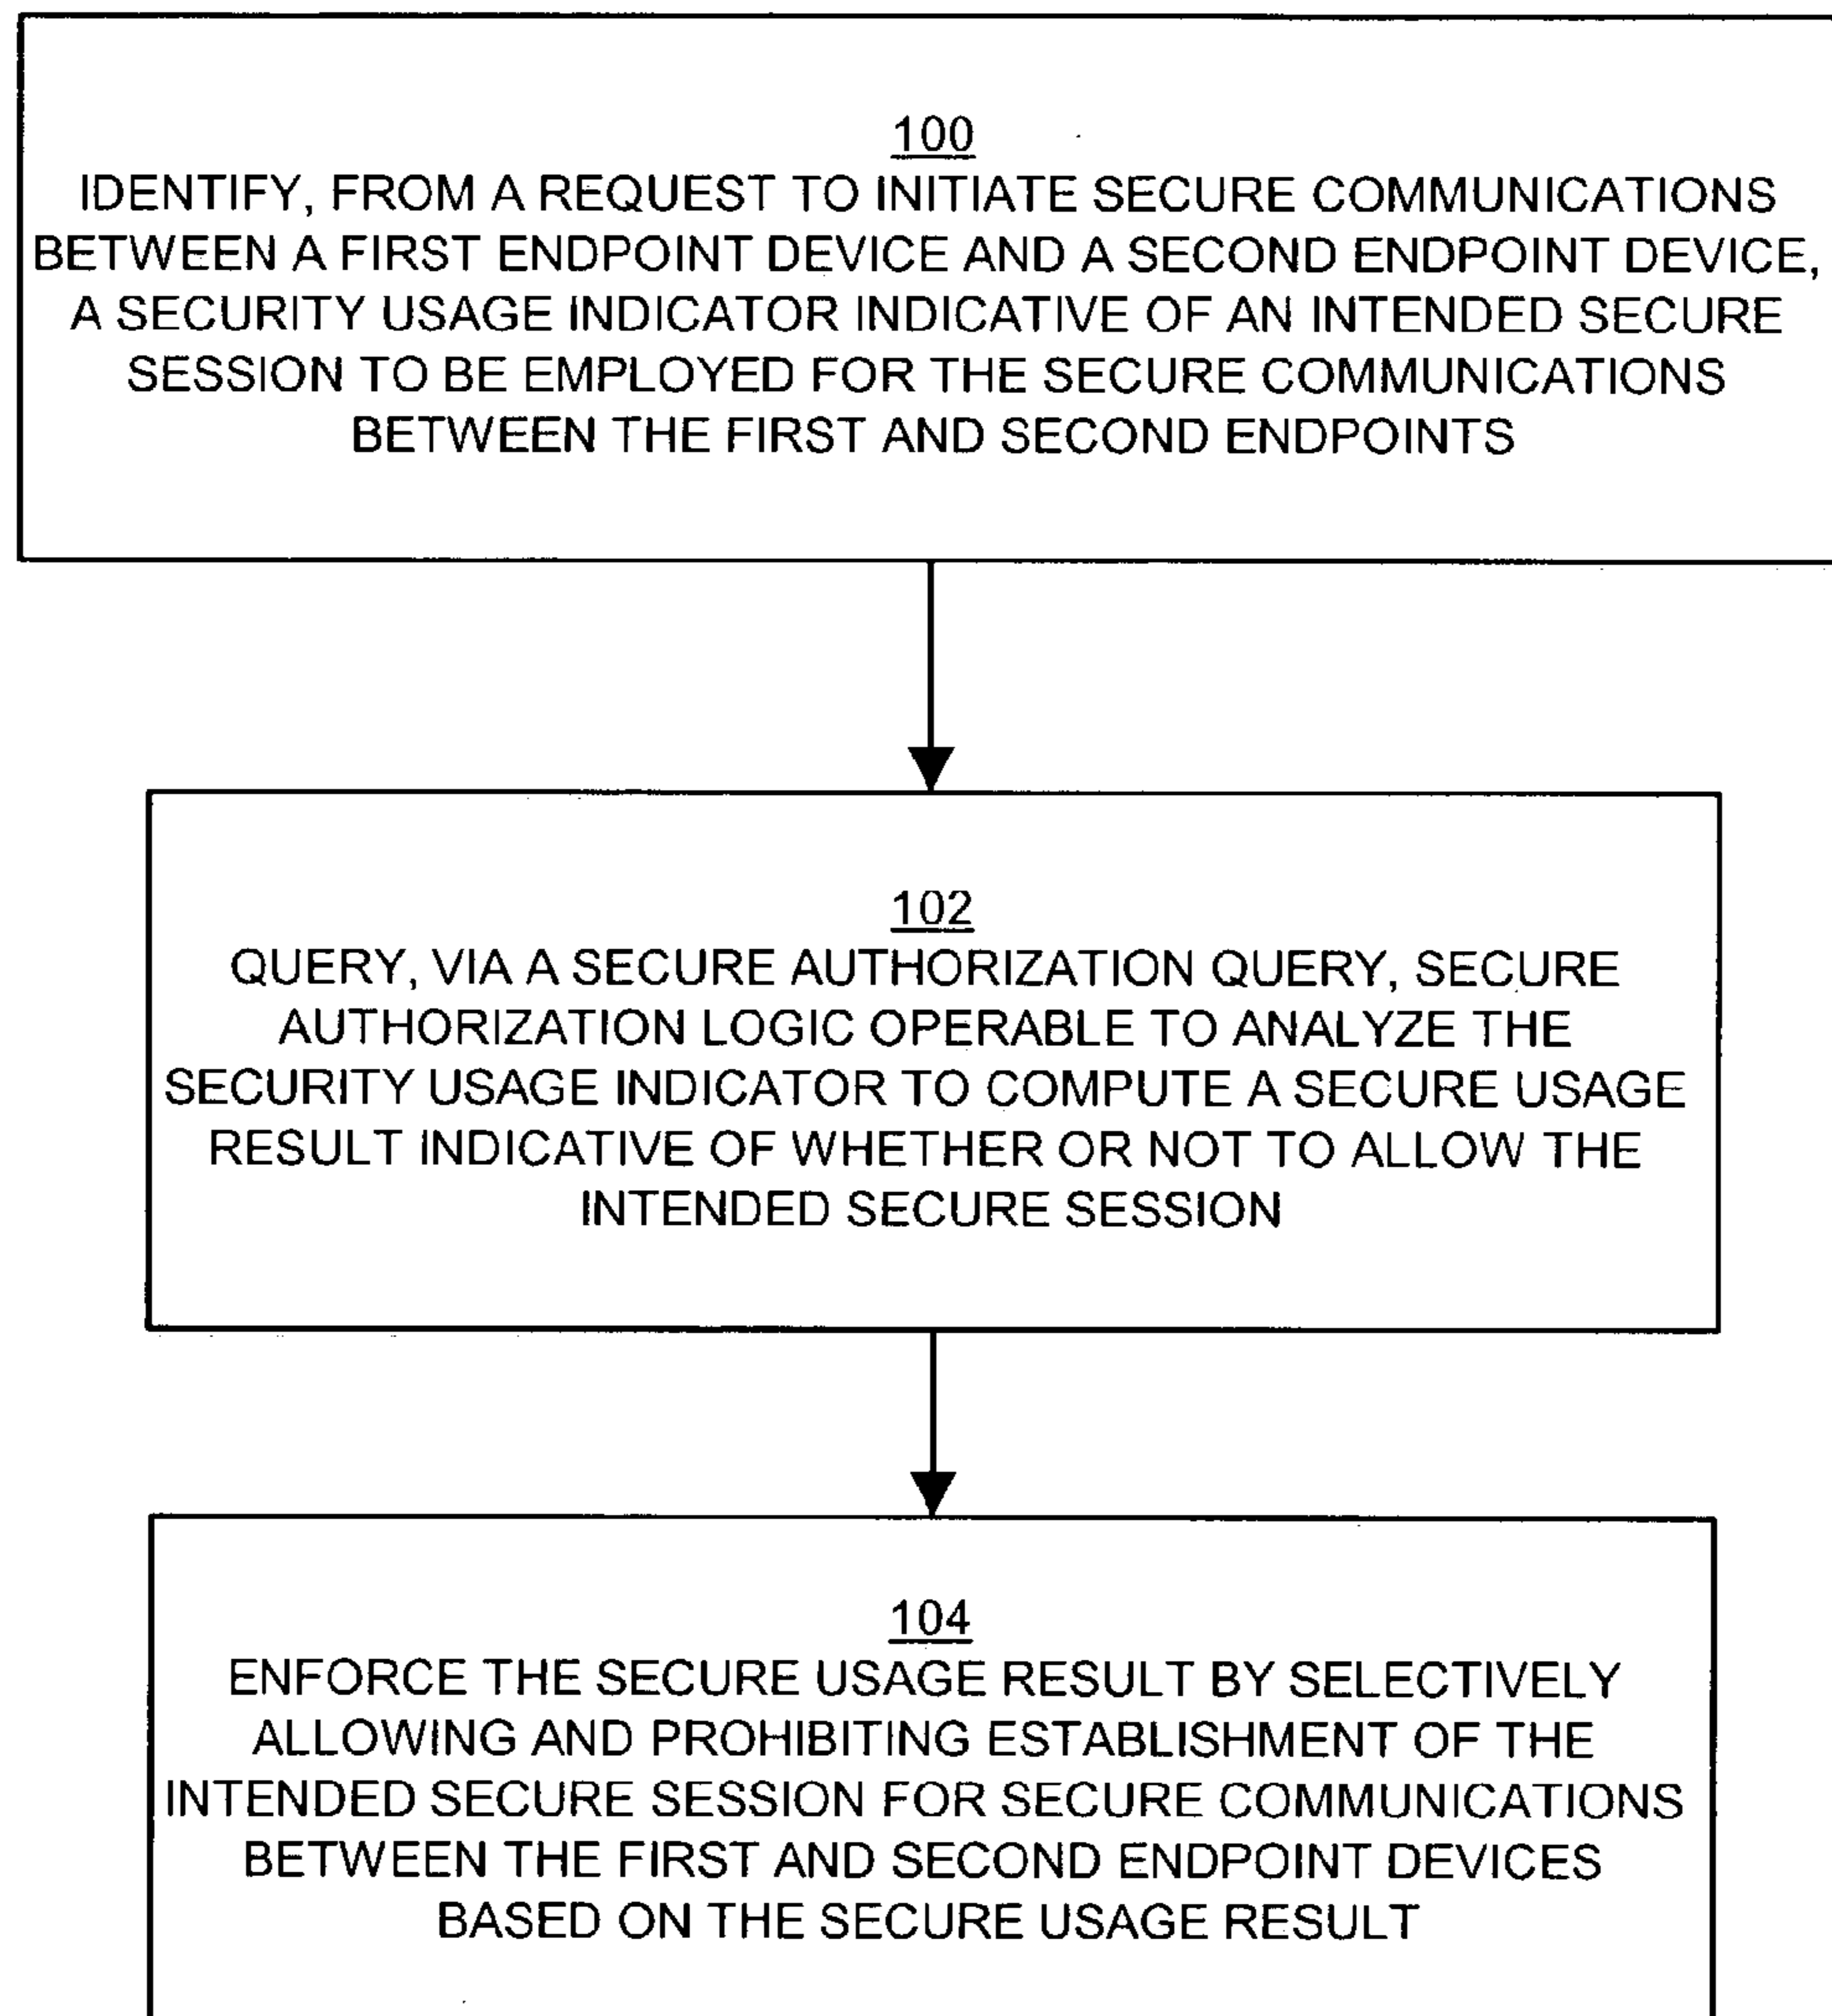 100
IDENTIFY, FROM A REQUEST TO INITIATE SECURE COMMUNICATIONS
BETWEEN A FIRST ENDPOINT DEVICE AND A SECOND ENDPOINT DEVICE,
A SECURITY USAGE INDICATOR INDICATIVE OF AN INTENDED SECURE
SESSION TO BE EMPLOYED FOR THE SECURE COMMUNICATIONS
BETWEEN THE FIRST AND SECOND ENDPOINTS
102
QUERY, VIA A SECURE AUTHORIZATION QUERY, SECURE
AUTHORIZATION LOGIC OPERABLE TO ANALYZE THE
SECURITY USAGE INDICATOR TO COMPUTE A SECURE USAGE
RESULT INDICATIVE OF WHETHER OR NOT TO ALLOW THE
INTENDED SECURE SESSION
104
ENFORCE THE SECURE USAGE RESULT BY SELECTIVELY
ALLOWING AND PROHIBITING ESTABLISHMENT OF THE
INTENDED SECURE SESSION FOR SECURE COMMUNICATIONS
BETWEEN THE FIRST AND SECOND ENDPOINT DEVICES
BASED ON THE SECURE USAGE RESULT